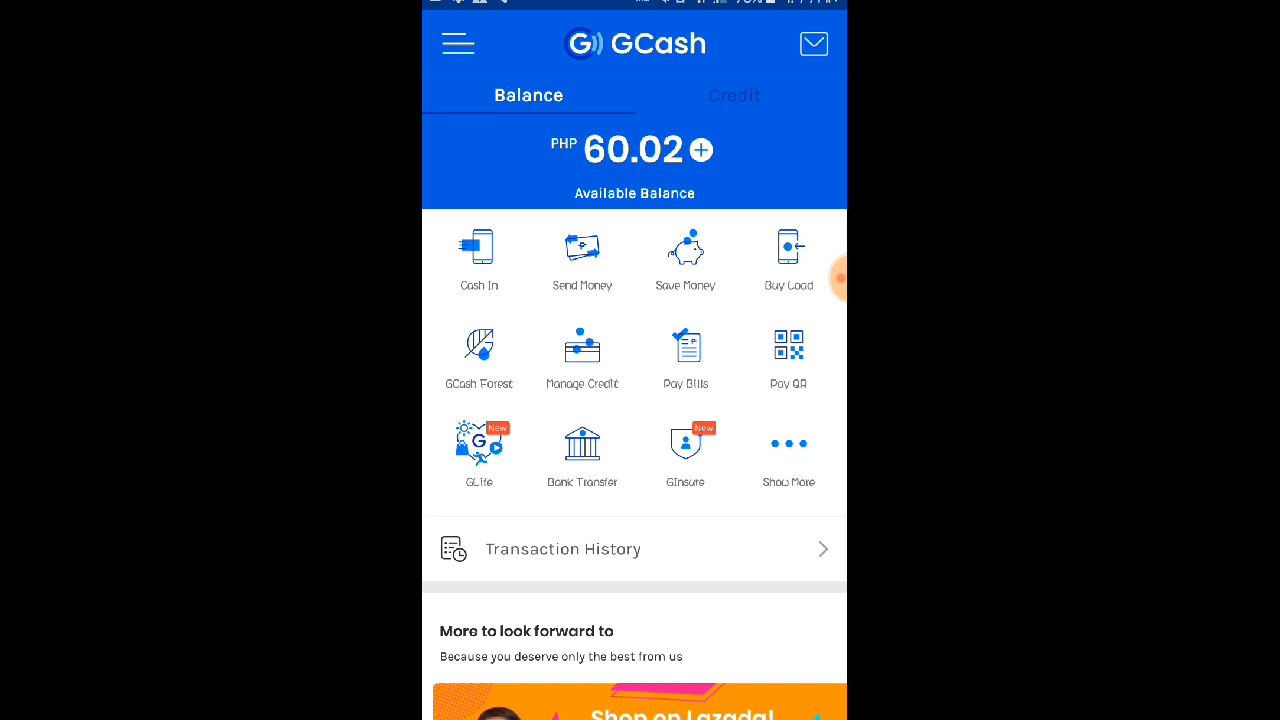 GCash
Balance
Credit
PHP 60.02
Available Balance
Cash In
Send Money
Save Money
Buy Load
GCash Forest
Manage Credit
Pay Bills
Pay QR
New
New
GLife
Bank Transfer
GInsure
Show More
Transaction History
More to look forward to
Because you deserve only the best from us
Shop on Lazada!